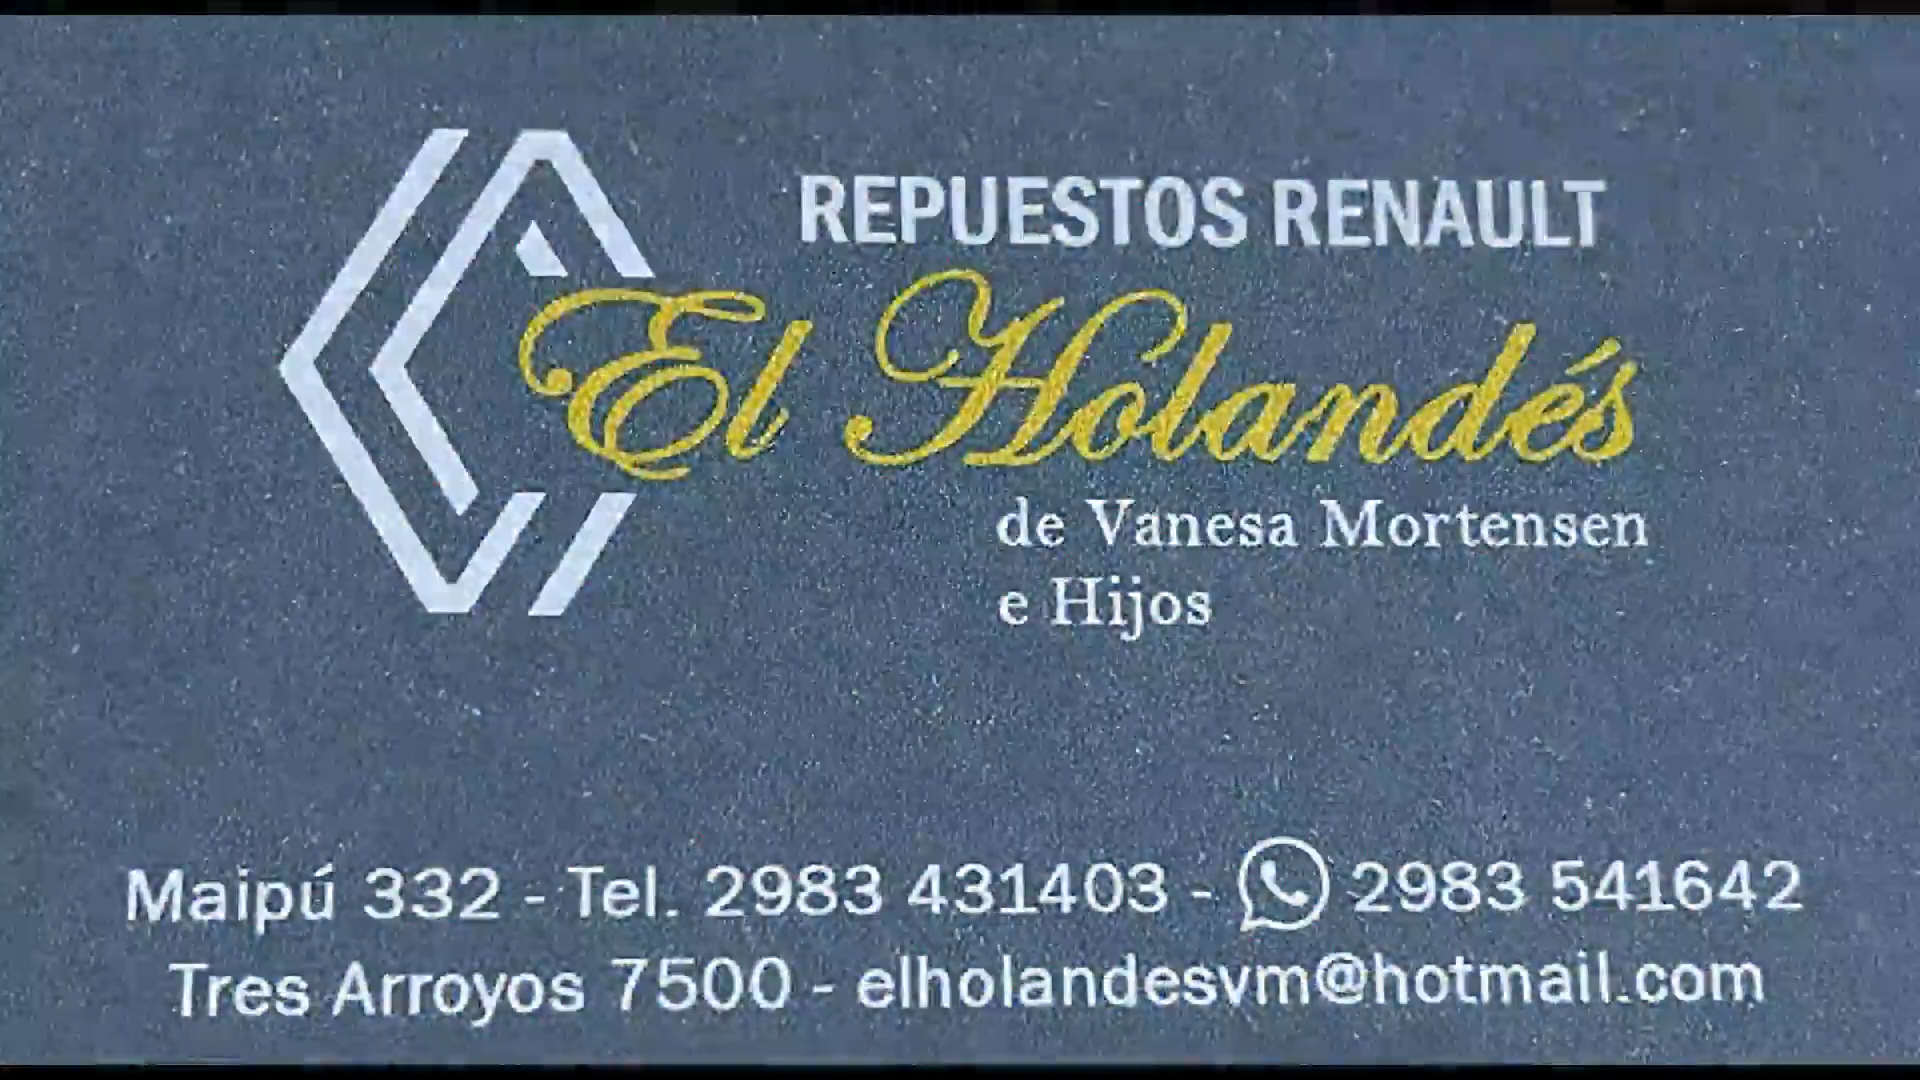 REPUESTOS RENAULT
El Holandés
de Vanesa Mortensen
e Hijos
Maipú 332 - Tel. 2983 431403 - 2983 541642
Tres Arroyos 7500 - elholandesvm@hotmail.com